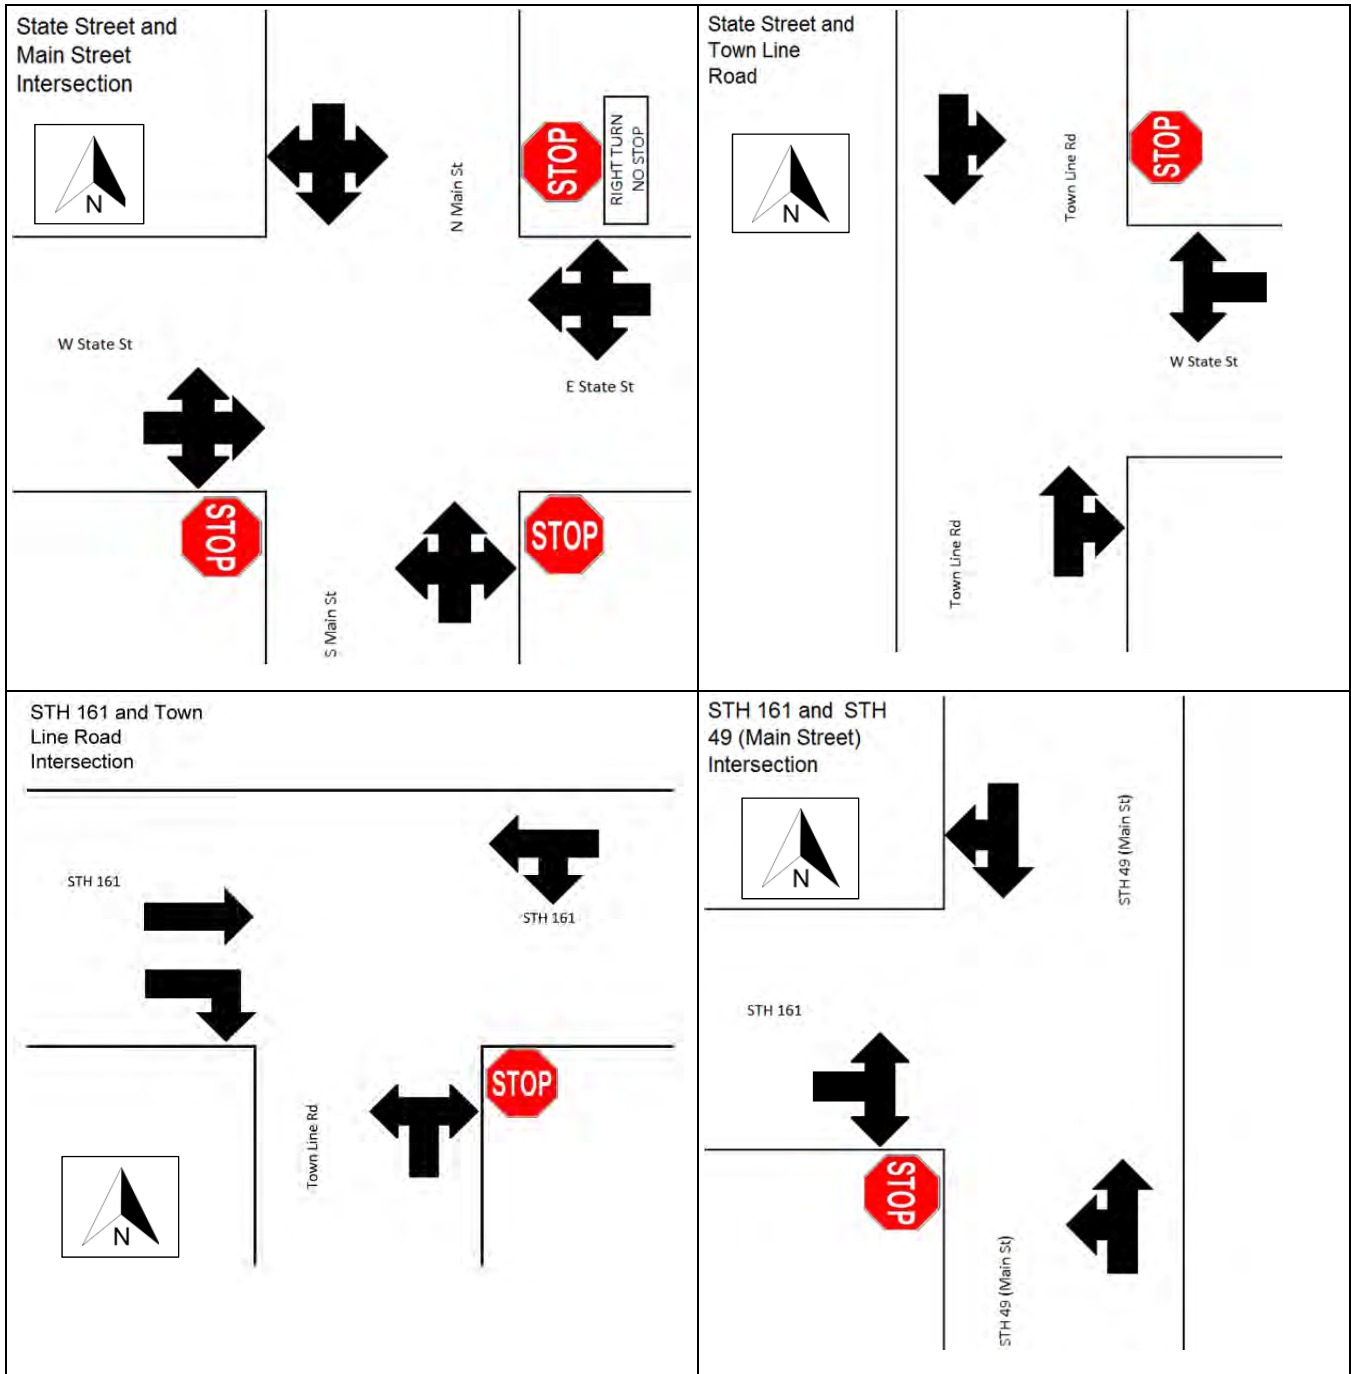 State Street and
Main Street
Intersection
N
N Main St
STOP
RIGHT TURN
NO STOP
W State St
E State St
STOP
STOP
S Main St
State Street and
Town Line
Road
N
Town Line Rd
STOP
W State St
Town Line Rd
STH 161 and Town
Line Road
Intersection
STH 161
STH 161
STOP
Town Line Rd
N
STH 161 and STH
49 (Main Street)
Intersection
N
STH 49 (Main St)
STH 161
STOP
STH 49 (Main St)